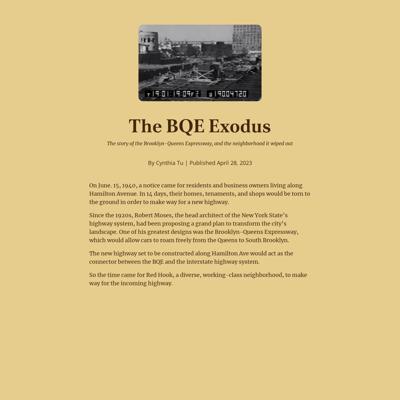 The BQE Exodus
The story of the Brooklyn-Queens Expressway, and the neighborhood it wiped out
By Cynthia Tu | Published April 28, 2023
On June. 15, 1940, a notice came for residents and business owners living along
Hamilton Avenue. In 14 days, their homes, tenaments, and shops would be torn to
the ground in order to make way for a new highway.
Since the 1920s, Robert Moses, the head architect of the New York State's
highway system, had been proposing a grand plan to transform the city's
landscape. One of his greatest designs was the Brooklyn-Queens Expressway,
which would allow cars to roam freely from the Queens to South Brooklyn.
The new highway set to be constructed along Hamilton Ave would act as the
connector between the BQE and the interstate highway system.
So the time came for Red Hook, a diverse, working-class neighborhood, to make
way for the incoming highway.